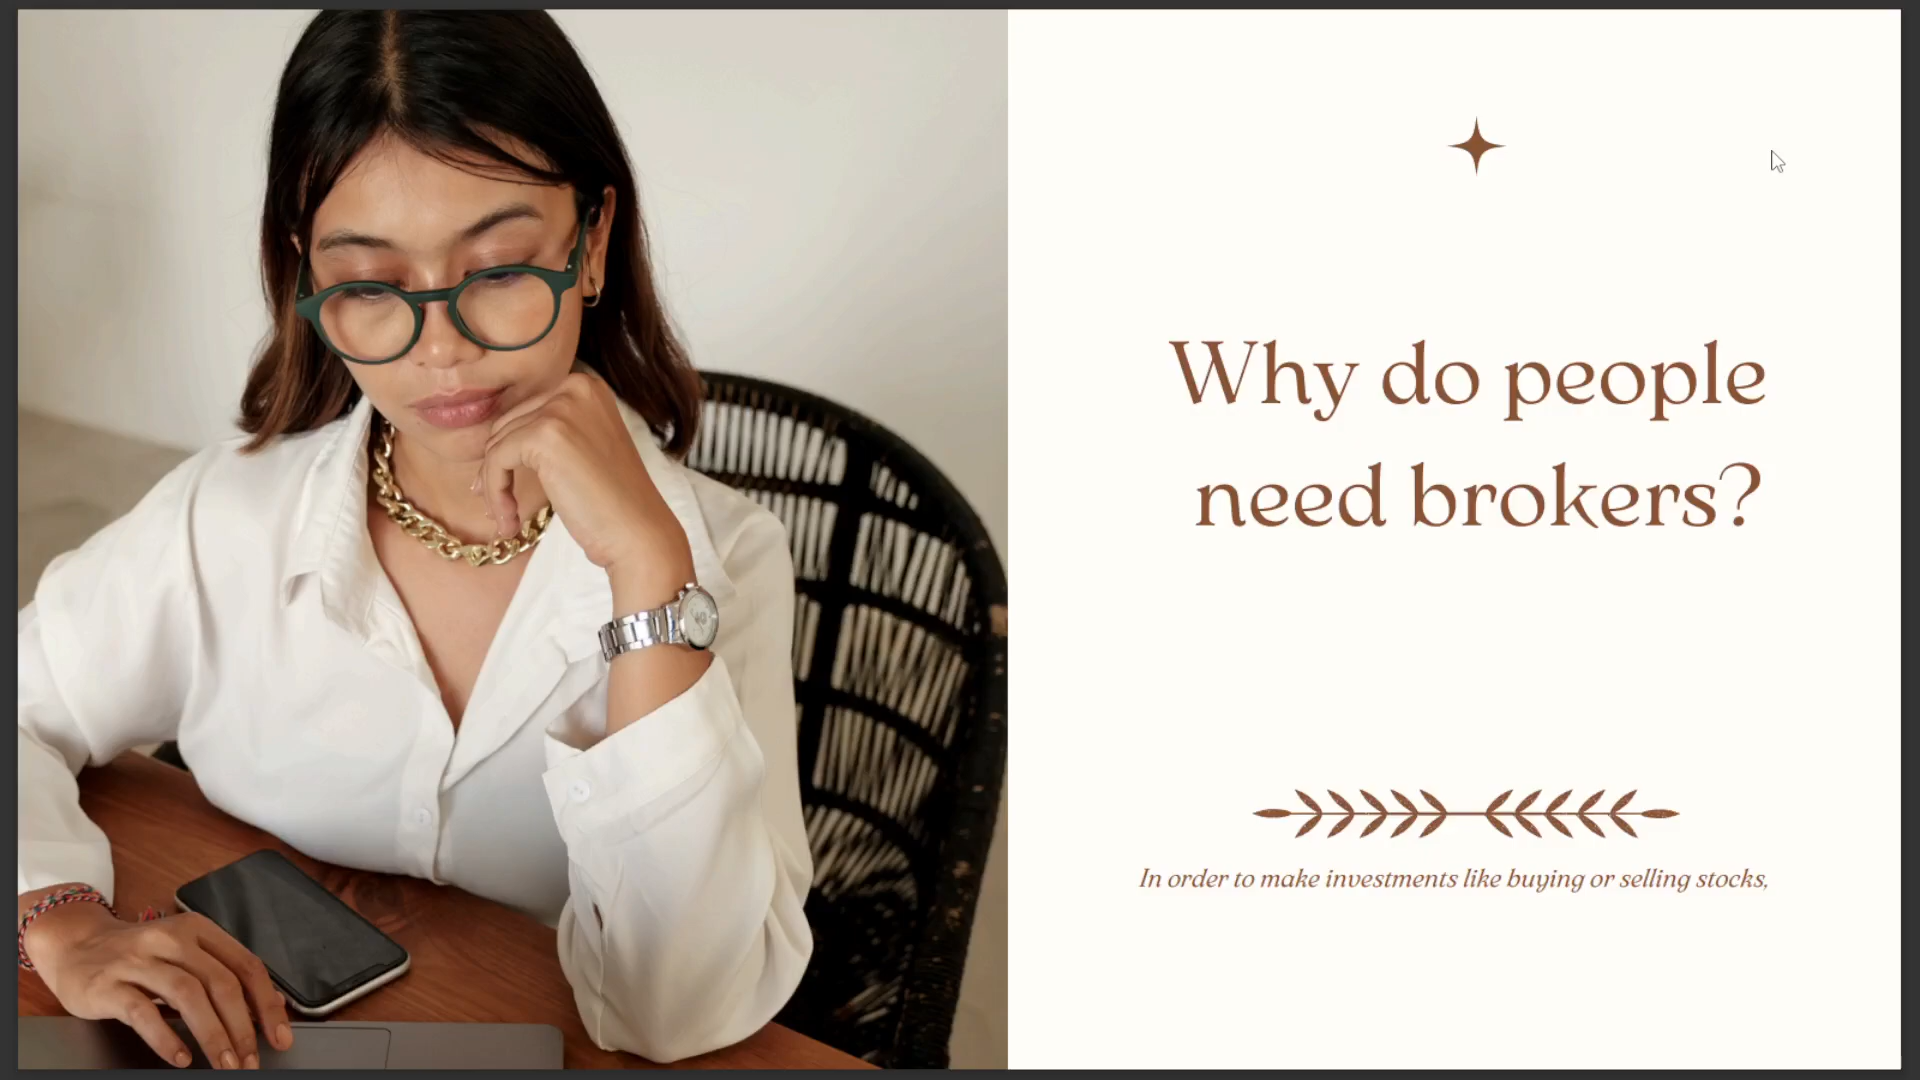 Why do people
need brokers?
In order to make investments like buying or selling stocks,